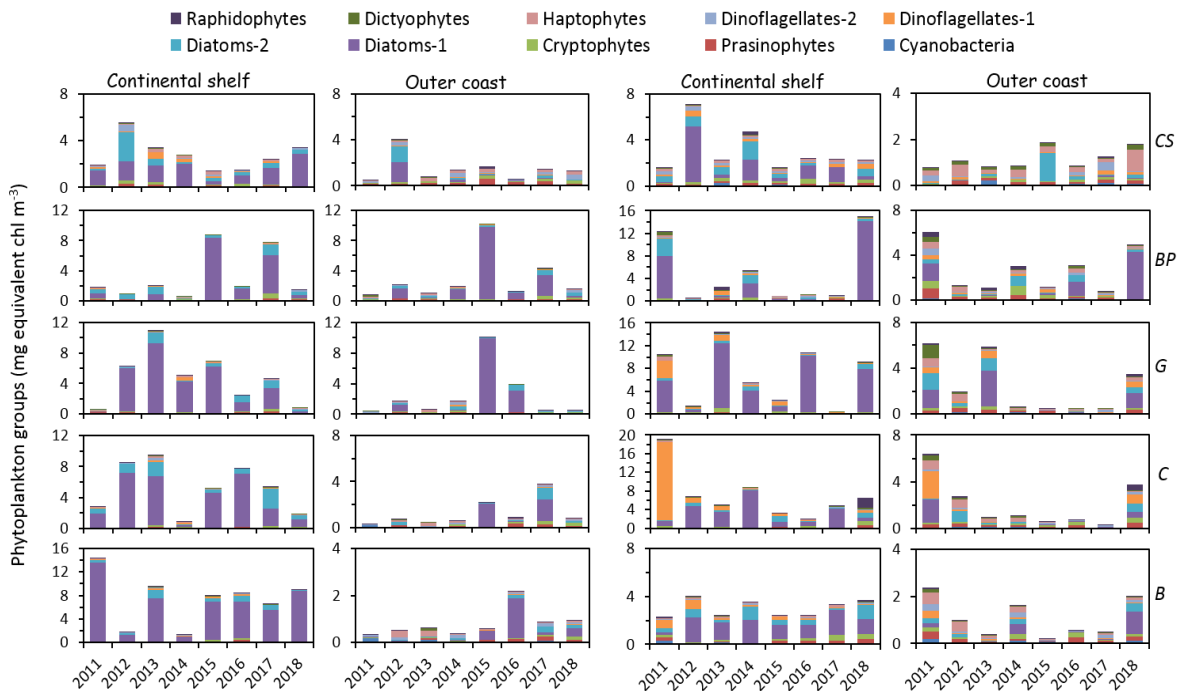 Raphidophytes Dictyophytes Haptophytes Dinoflagellates-2 Dinoflagellates-1
Diatoms-2 Diatoms-1 Cryptophytes Prasinophytes Cyanobacteria
Continental shelf Outer coast Continental shelf Outer coast
Phytoplankton groups (mg equivalent chl m⁻³)
8 8 8 4
4 4 4 2 CS
0 0 0 0
12 12 16 8
8 8 12
8 4 BP
4 4 4
0 0 0 0
12 12 16 8
8 8 12
8 4 G
4 4 4
0 0 0 0
12 8 20 8
8 16
4 12 4 C
4 8
4
0 0 0 0
16 4 8 4
12
8 2 4 2 B
4
0 0 0 0
2011 2012 2013 2014 2015 2016 2017 2018 2011 2012 2013 2014 2015 2016 2017 2018 2011 2012 2013 2014 2015 2016 2017 2018 2011 2012 2013 2014 2015 2016 2017 2018